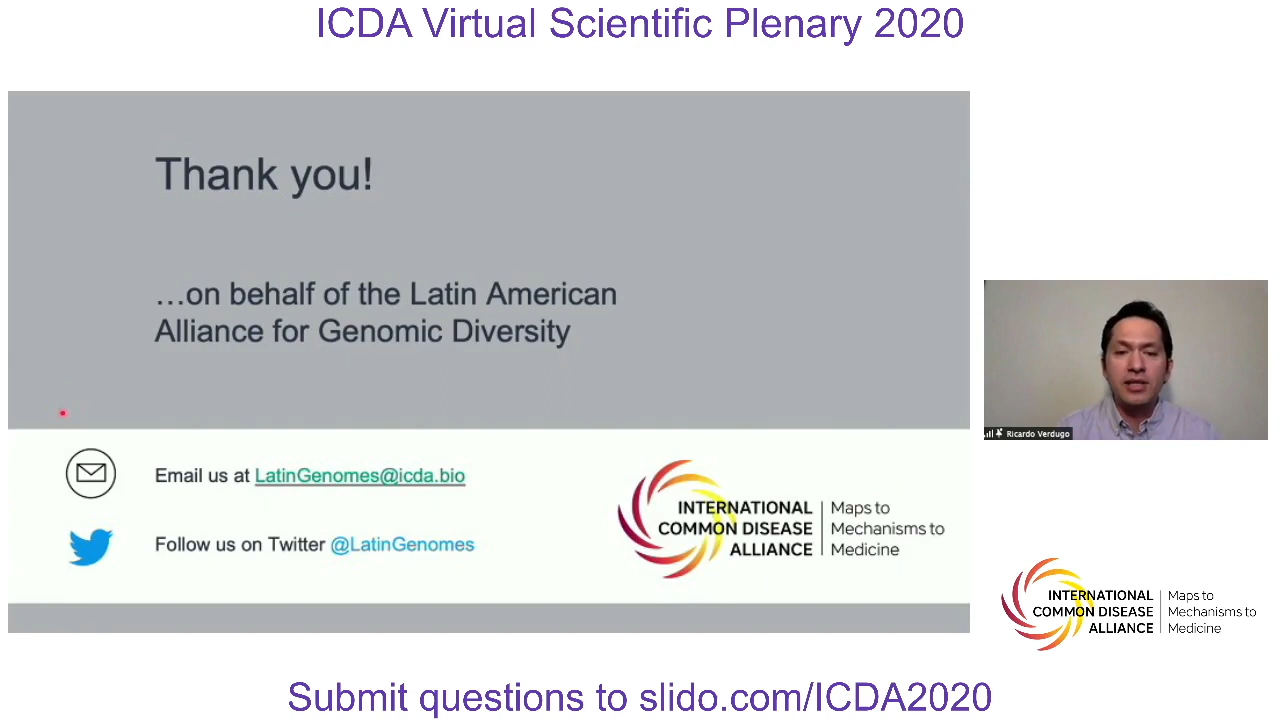 ICDA Virtual Scientific Plenary 2020
Thank you!
…on behalf of the Latin American
Alliance for Genomic Diversity
Email us at LatinGenomes@icda.bio
Follow us on Twitter @LatinGenomes
INTERNATIONAL
COMMON DISEASE
ALLIANCE
Maps to
Mechanisms to
Medicine
Ricardo Verdugo
INTERNATIONAL
COMMON DISEASE
ALLIANCE
Maps to
Mechanisms to
Medicine
Submit questions to slido.com/ICDA2020